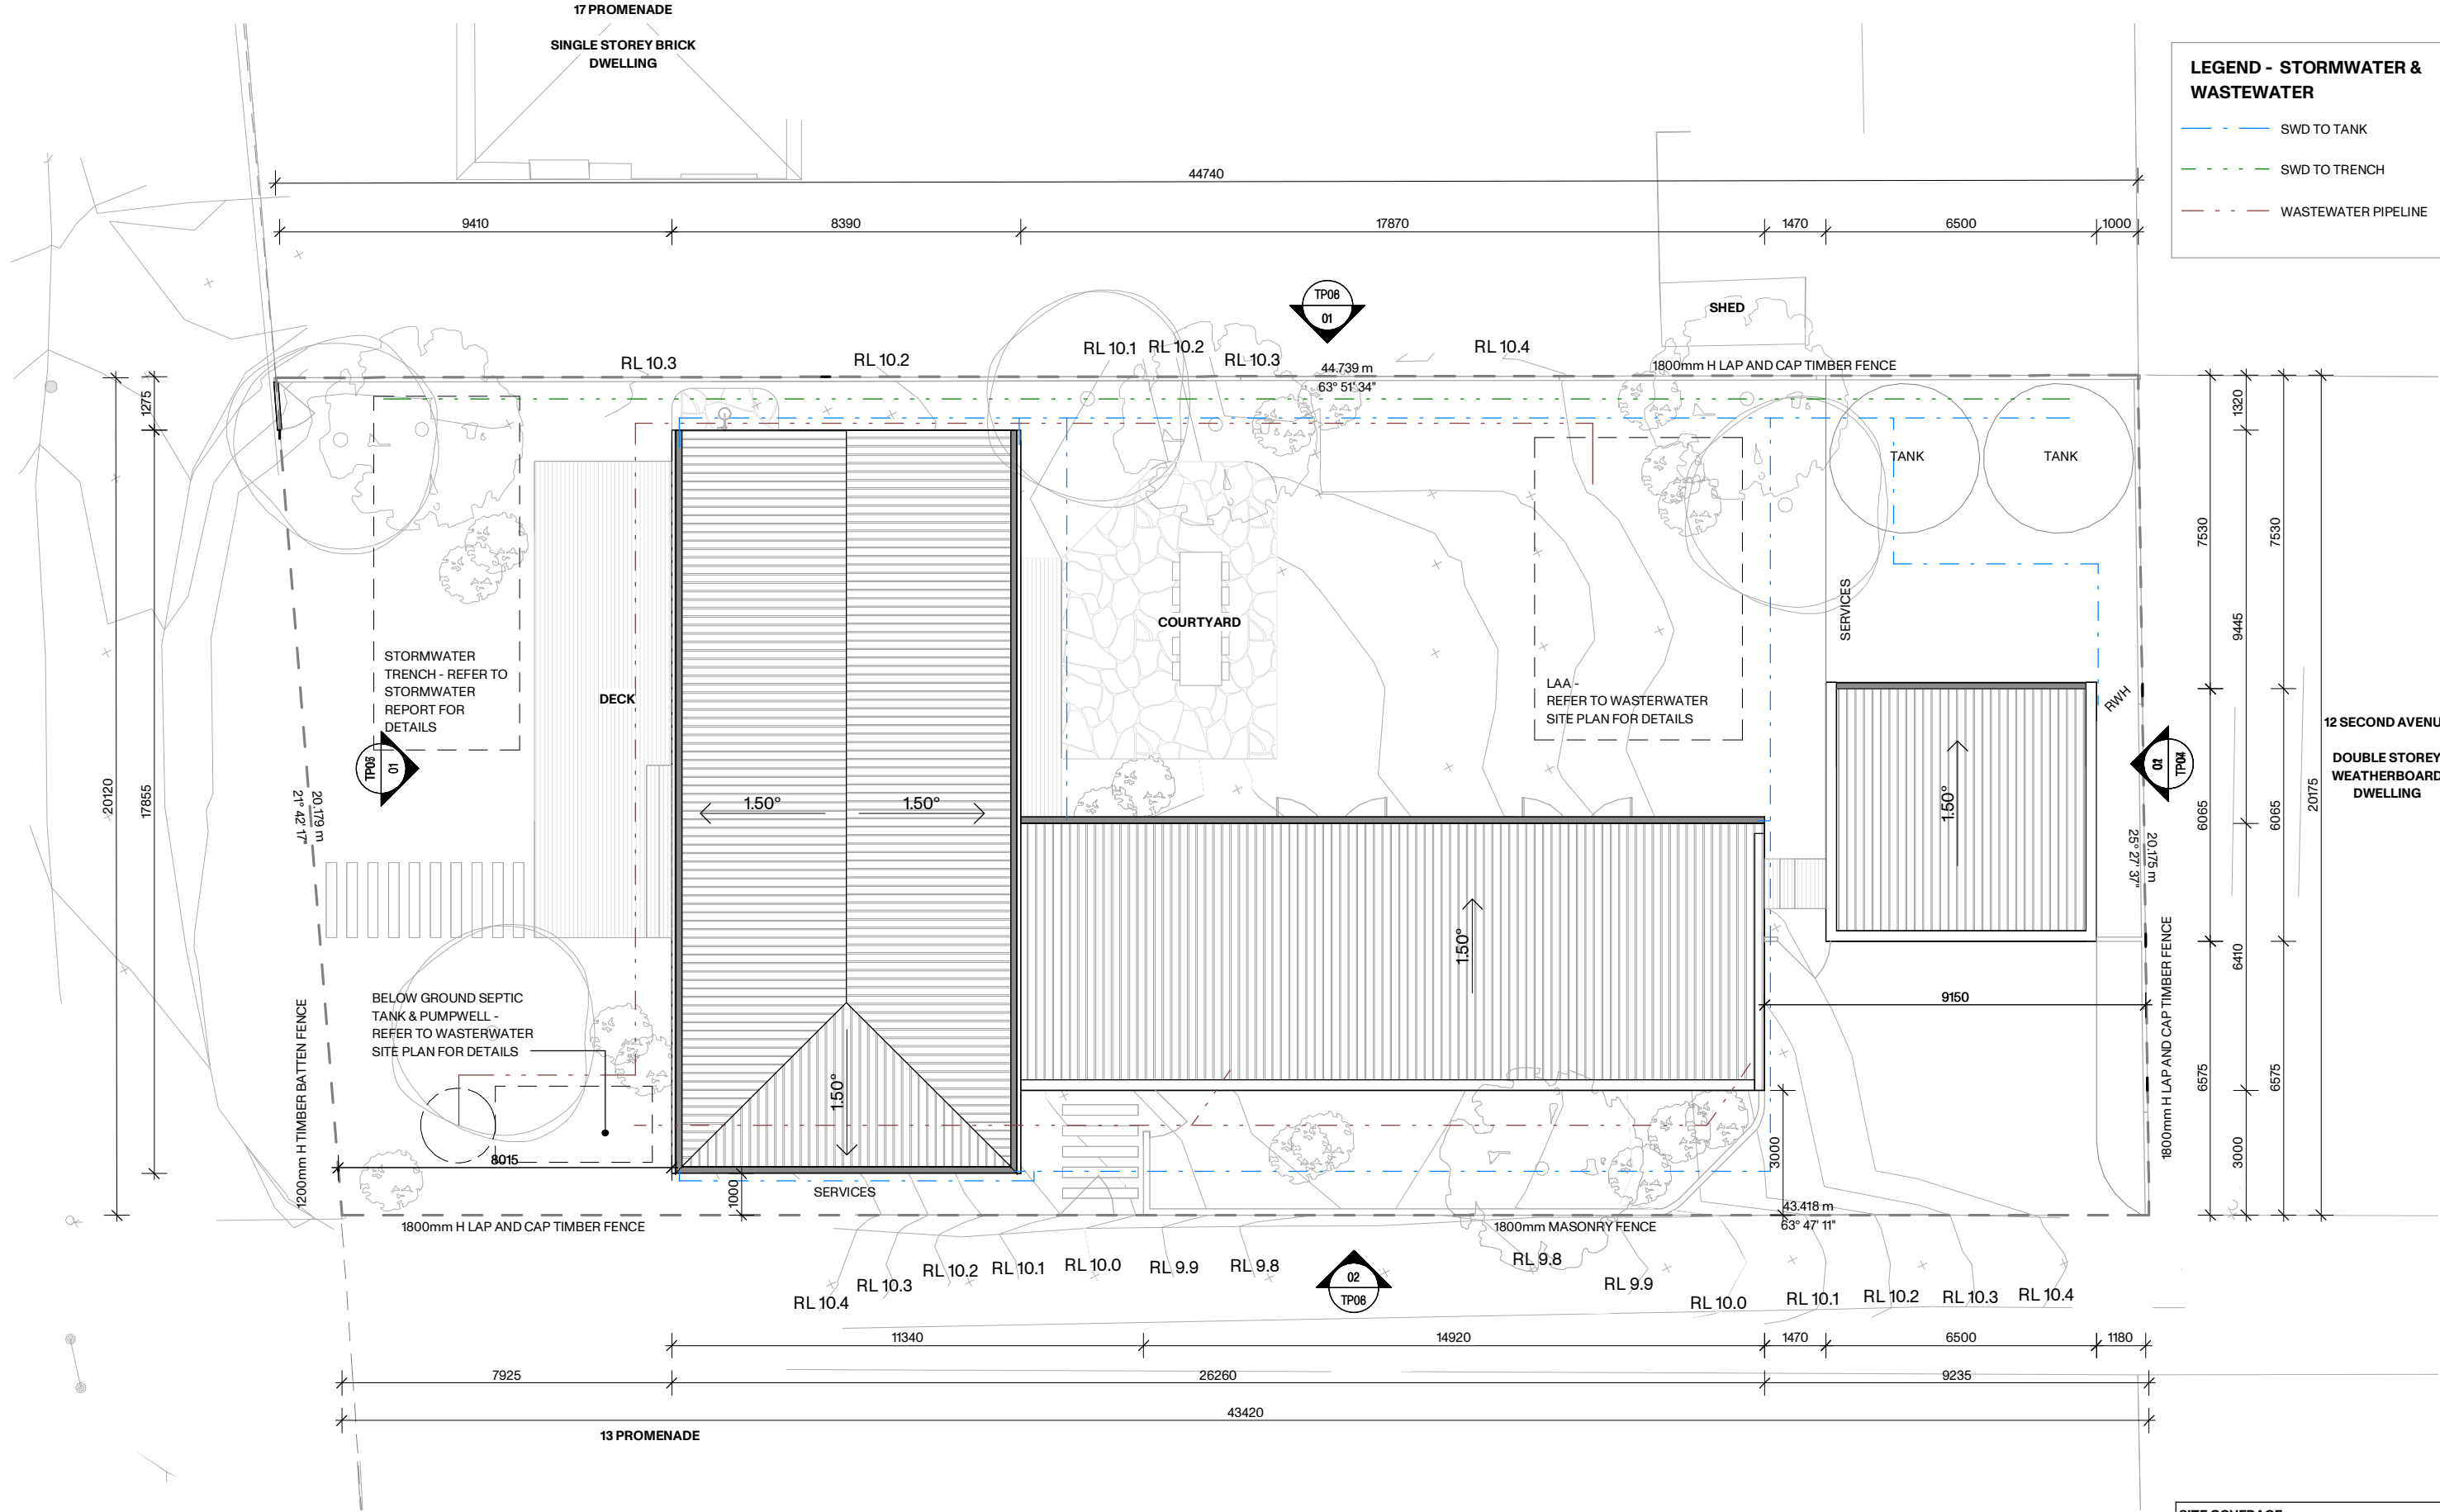 17 PROMENADE
SINGLE STOREY BRICK
DWELLING
LEGEND - STORMWATER &
WASTEWATER
SWD TO TANK
SWD TO TRENCH
WASTEWATER PIPELINE
44740
9410
8390
17870
1470
6500
1000
TP06
01
SHED
RL 10.3
RL 10.2
RL 10.1
RL 10.2
RL 10.3
RL 10.4
44.739 m
63° 51' 34"
1800mm H LAP AND CAP TIMBER FENCE
1275
17855
20120
1320
7530
7530
9445
TANK
TANK
SERVICES
COURTYARD
STORMWATER
TRENCH - REFER TO
STORMWATER
REPORT FOR
DETAILS
DECK
LAA -
REFER TO WASTERWATER
SITE PLAN FOR DETAILS
RWH
12 SECOND AVENU
DOUBLE STOREY
WEATHERBOARD
DWELLING
01
20.179 m
21° 42' 17"
1.50°
1.50°
1.50°
1.50°
1.50°
6065
6065
20175
20.175 m
25° 27' 37"
6410
6575
6575
3000
9150
BELOW GROUND SEPTIC
TANK & PUMPWELL -
REFER TO WASTERWATER
SITE PLAN FOR DETAILS
1200mm H TIMBER BATTEN FENCE
1800mm H LAP AND CAP TIMBER FENCE
8015
1000
SERVICES
3000
1800mm H LAP AND CAP TIMBER FENCE
1800mm MASONRY FENCE
43.418 m
63° 47' 11"
RL 10.4
RL 10.3
RL 10.2
RL 10.1
RL 10.0
RL 9.9
RL 9.8
02
TP06
RL 9.8
RL 9.9
RL 10.0
RL 10.1
RL 10.2
RL 10.3
RL 10.4
11340
14920
1470
6500
1180
7925
26260
9235
43420
13 PROMENADE